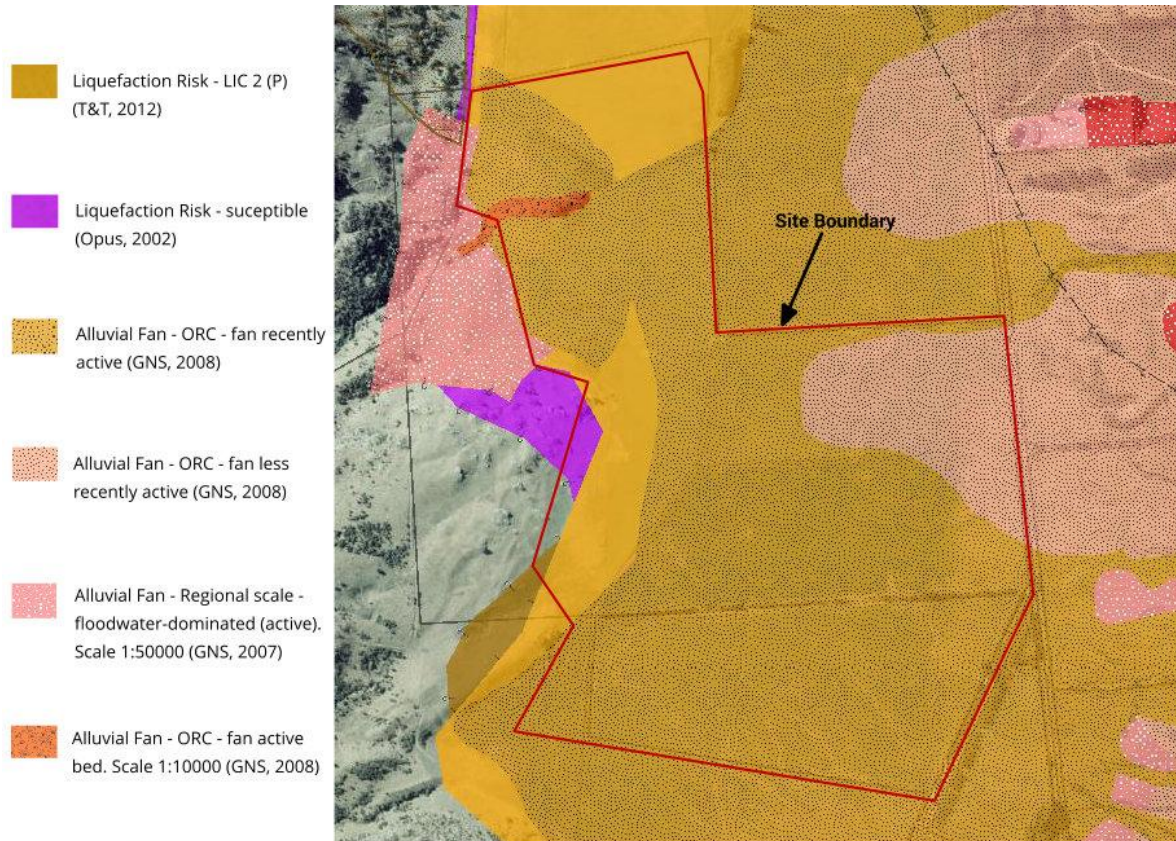 Liquefaction Risk - LIC 2 (P)
(T&T, 2012)
Liquefaction Risk - suceptible
(Opus, 2002)
Alluvial Fan - ORC - fan recently
active (GNS, 2008)
Alluvial Fan - ORC - fan less
recently active (GNS, 2008)
Alluvial Fan - Regional scale -
floodwater-dominated (active).
Scale 1:50000 (GNS, 2007)
Alluvial Fan - ORC - fan active
bed. Scale 1:10000 (GNS, 2008)
Site Boundary